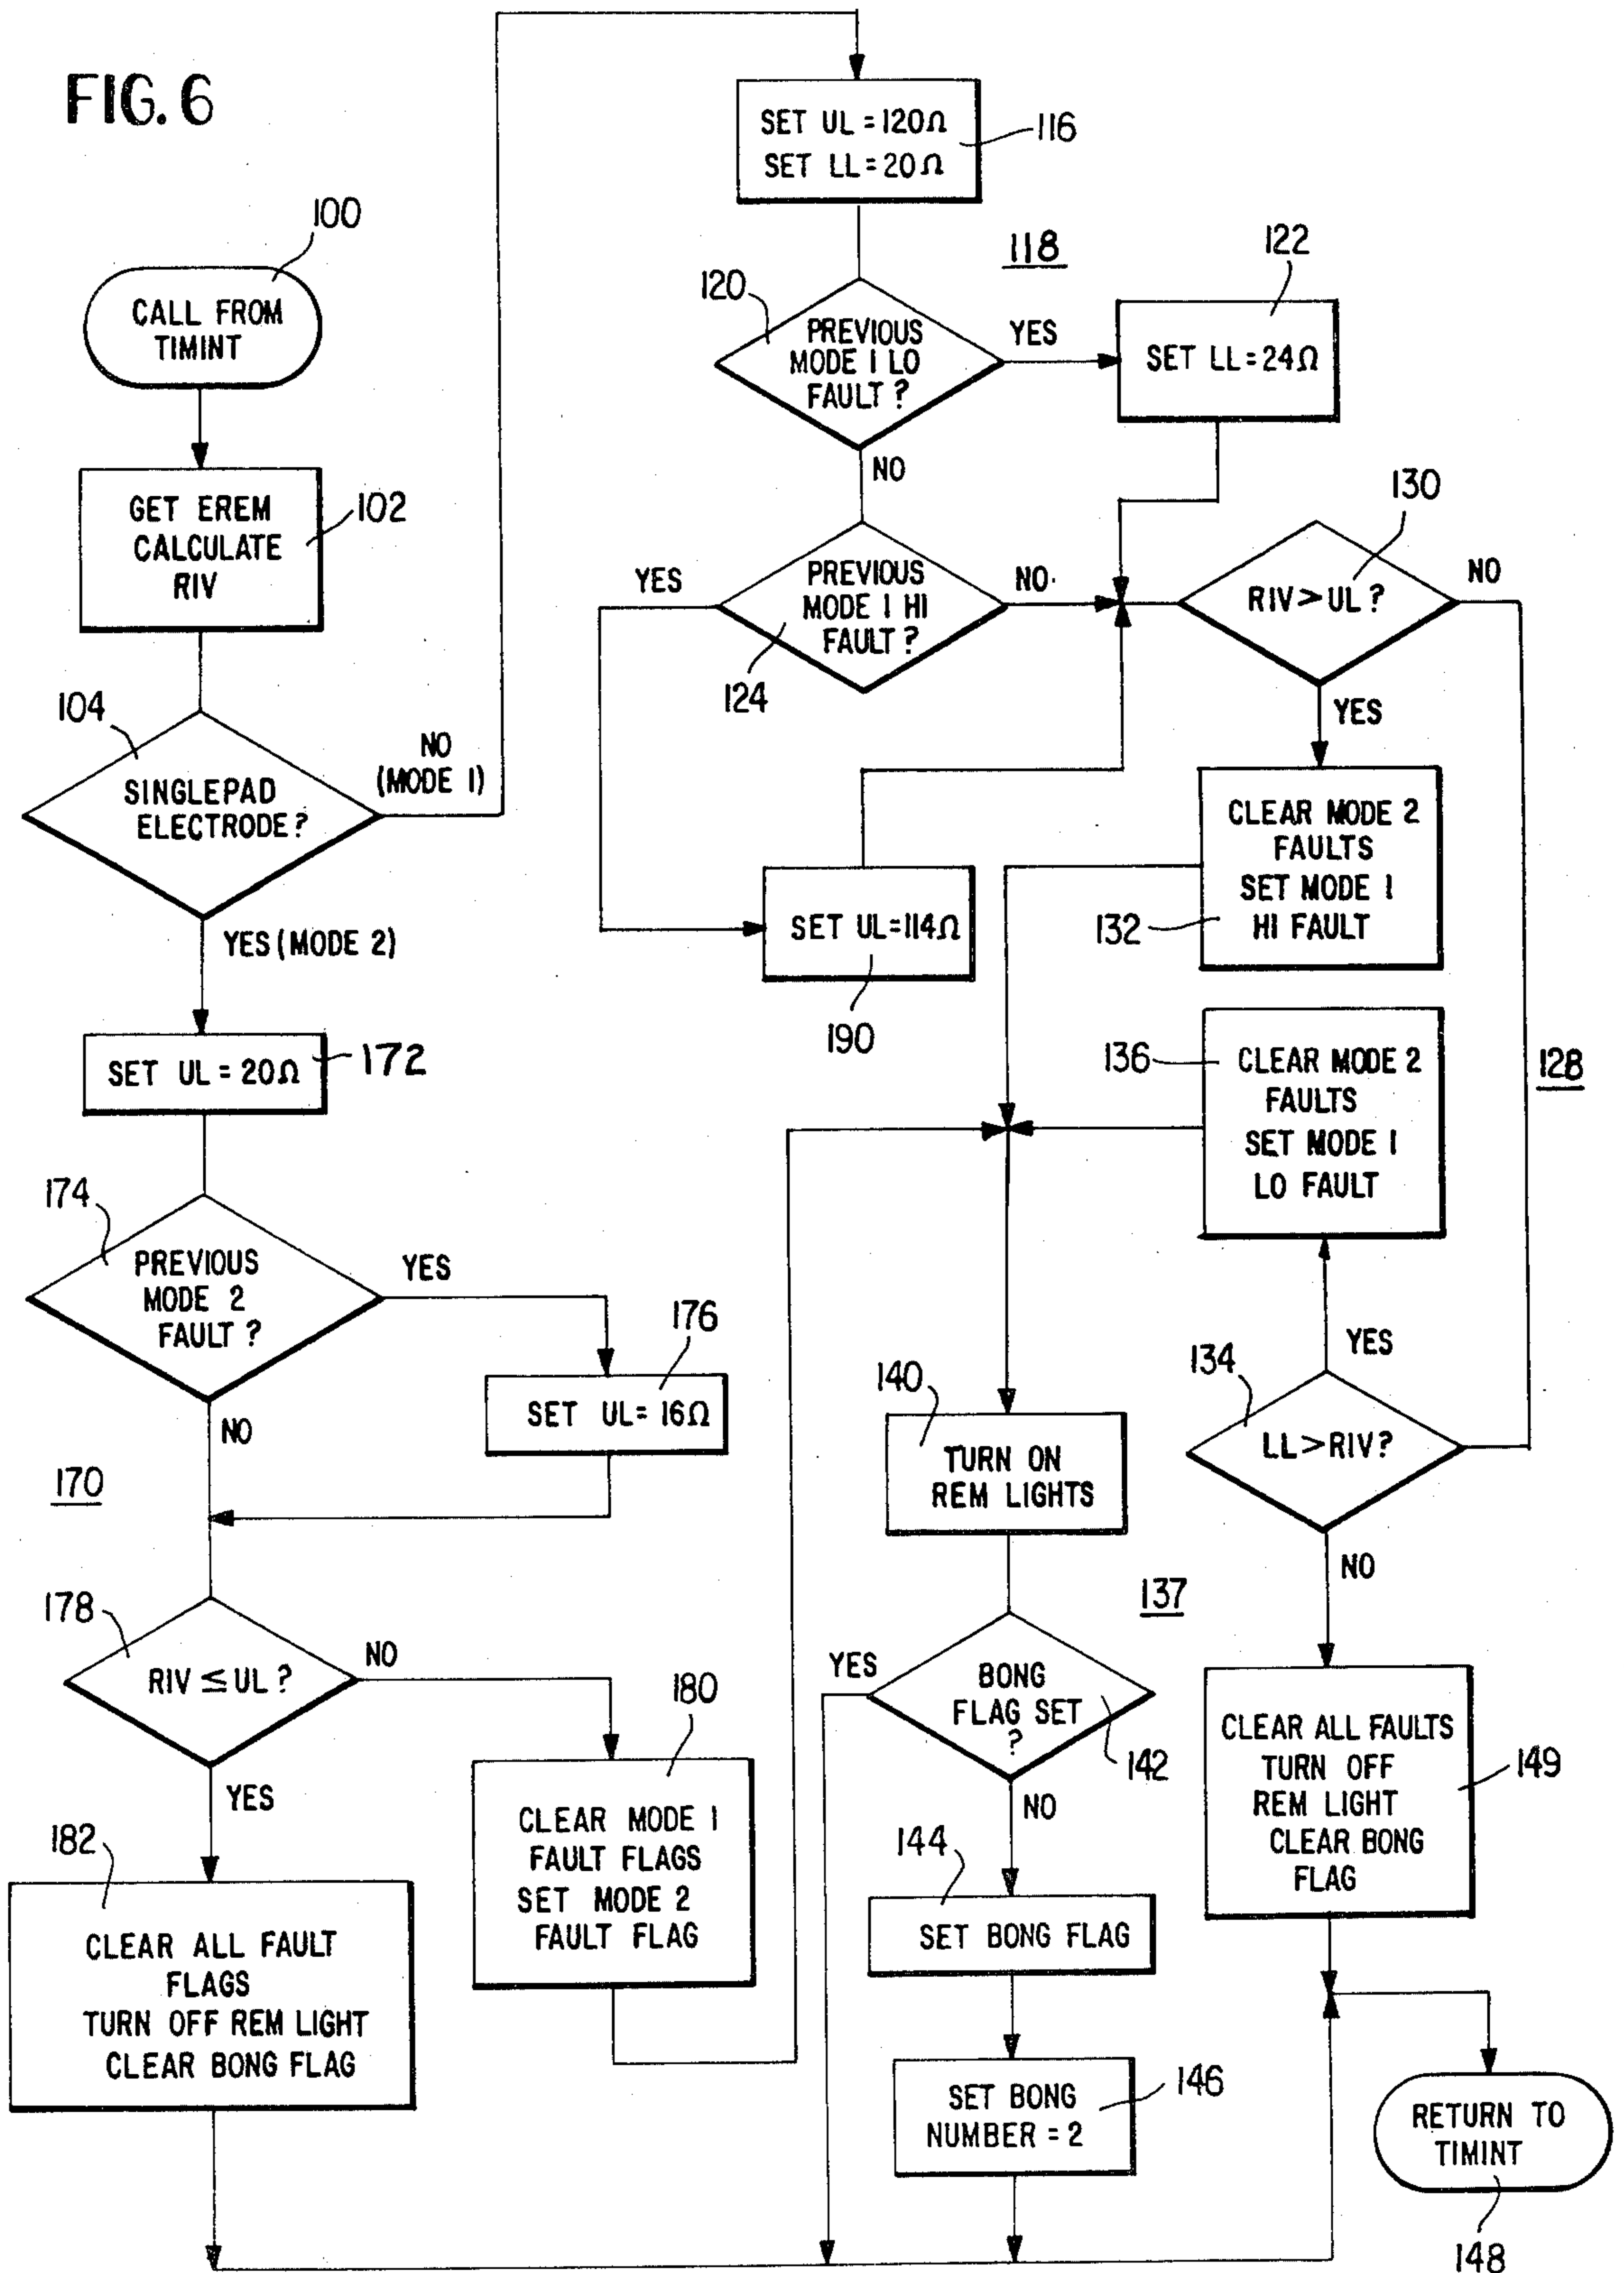 FIG. 6
100
CALL FROM
TIMINT
GET EREM
CALCULATE
RIV
102
104
SINGLEPAD
ELECTRODE?
NO
(MODE 1)
YES (MODE 2)
SET UL = 20Ω
172
174
PREVIOUS
MODE 2
FAULT?
YES
NO
176
SET UL = 16Ω
170
178
RIV ≤ UL?
NO
YES
180
CLEAR MODE 1
FAULT FLAGS
SET MODE 2
FAULT FLAG
182
CLEAR ALL FAULT
FLAGS
TURN OFF REM LIGHT
CLEAR BONG FLAG
SET UL = 120Ω
SET LL = 20Ω
116
118
120
PREVIOUS
MODE 1 LO
FAULT?
YES
NO
122
SET LL = 24Ω
PREVIOUS
MODE 1 HI
FAULT?
YES
NO
124
SET UL=114Ω
190
130
RIV > UL?
NO
YES
CLEAR MODE 2
FAULTS
SET MODE 1
HI FAULT
132
136
CLEAR MODE 2
FAULTS
SET MODE 1
LO FAULT
128
134
LL > RIV?
YES
NO
140
TURN ON
REM LIGHTS
137
BONG
FLAG SET
?
YES
NO
142
144
SET BONG FLAG
SET BONG
NUMBER = 2
146
CLEAR ALL FAULTS
TURN OFF
REM LIGHT
CLEAR BONG
FLAG
149
RETURN TO
TIMINT
148